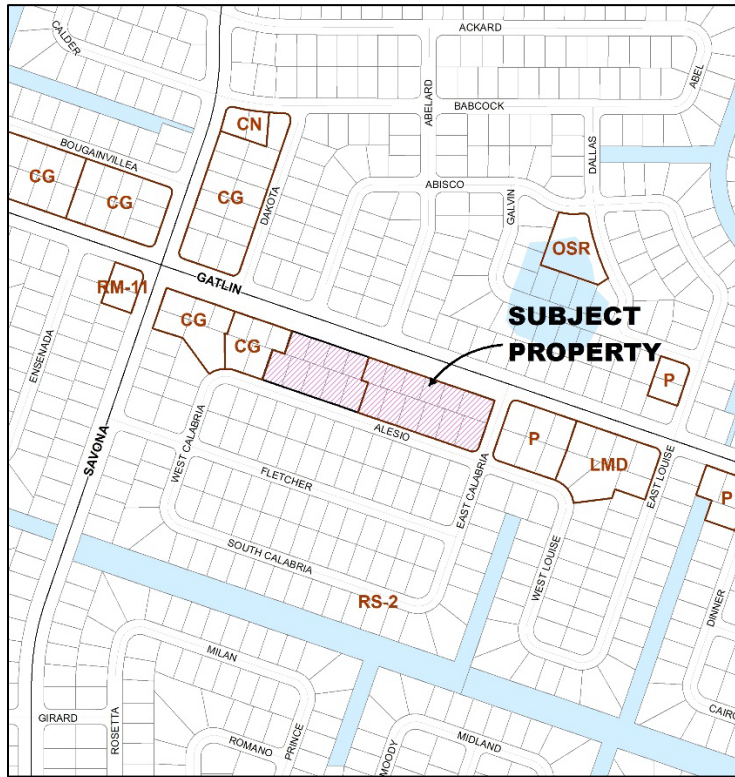 ACKARD
CALDER
ABELARD
ABEL
BABCOCK
CN
BOUGAINVILLEA
DALLAS
CG
CG
CG
DAKOTA
ABISCO
GALVIN
OSR
GATLIN
RM-11
SUBJECT
PROPERTY
CG
CG
ENSENADA
P
ALESIO
SAVONA
WEST CALABRIA
P
LMD
EAST LOUISE
P
FLETCHER
EAST CALABRIA
SOUTH CALABRIA
WEST LOUISE
RS-2
DINNER
MILAN
ROSETTA
PRINCE
GIRARD
ROMANO
MOODY
MIDLAND
CAIRO